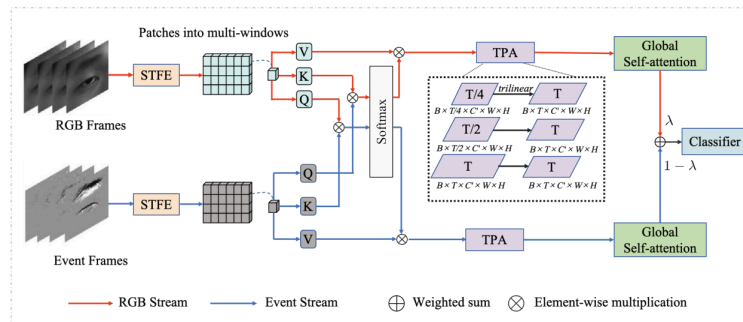 Patches into multi-windows
RGB Frames
STFE
V
K
Q
Softmax
TPA
T/4
trilinear
T
B × T/4 × C' × W × H
B × T × C' × W × H
T/2
T
B × T/2 × C' × W × H
B × T × C' × W × H
T
T
B × T × C' × W × H
B × T × C' × W × H
Global
Self-attention
λ
Classifier
1 − λ
Event Frames
STFE
Q
K
V
TPA
Global
Self-attention
RGB Stream
Event Stream
Weighted sum
Element-wise multiplication